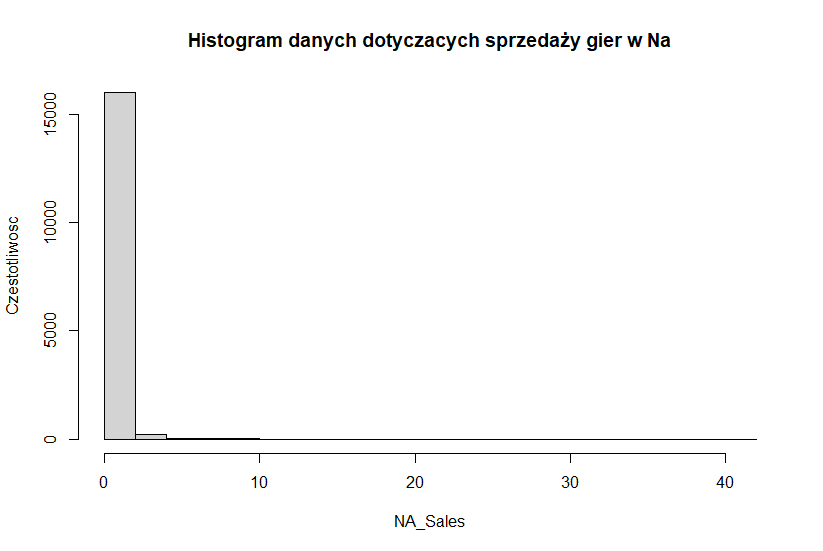 Histogram danych dotyczacych sprzedaży gier w Na
15000
10000
5000
0
Czestotliwosc
0 10 20 30 40
NA_Sales